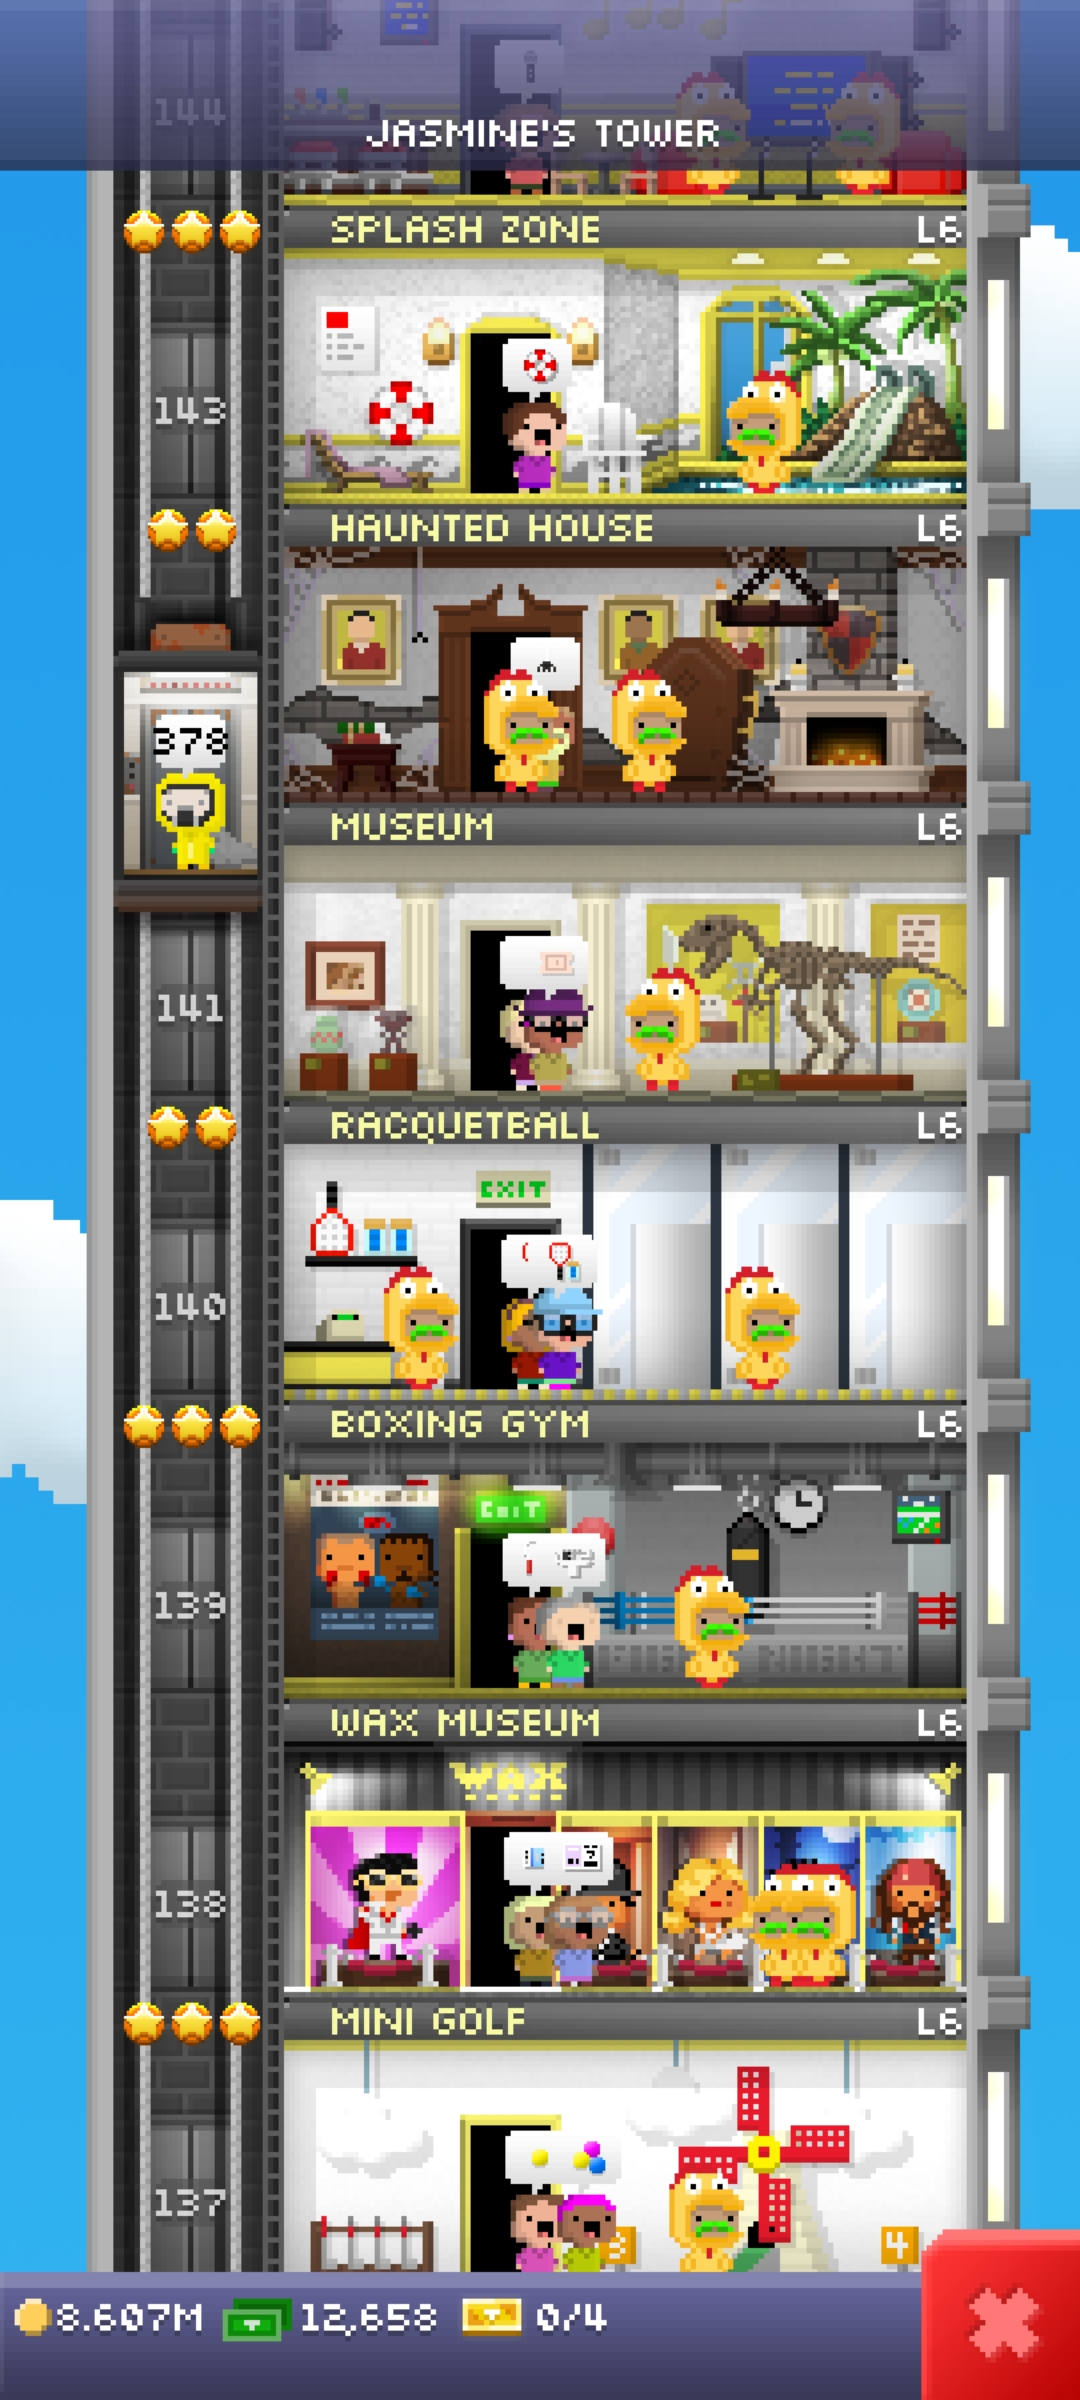 144
JASMINE'S TOWER
SPLASH ZONE L6
143
HAUNTED HOUSE L6
378
MUSEUM L6
141
RACQUETBALL L6
EXIT
140
BOXING GYM L6
EXIT
139
WAX MUSEUM L6
WAX
138
MINI GOLF L6
137
3
4
8.607M 12,658 0/4